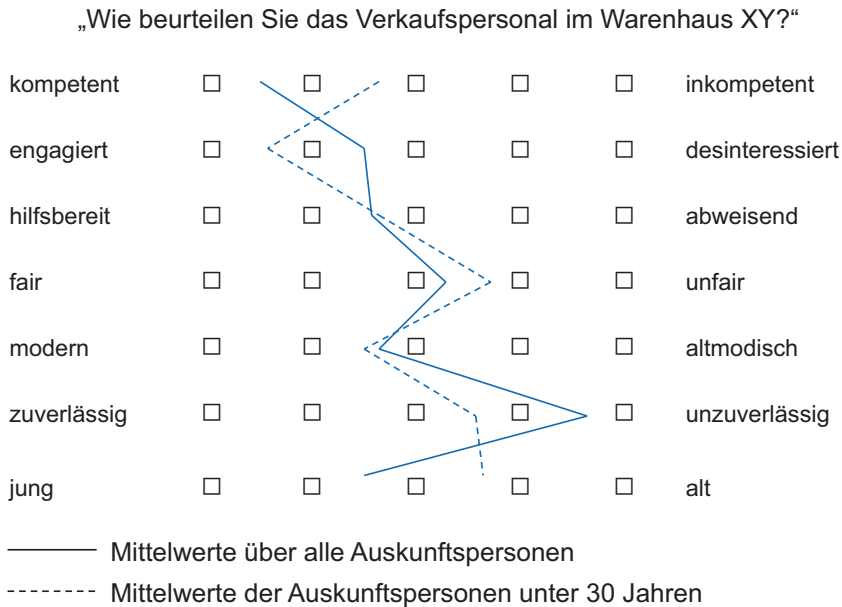 „Wie beurteilen Sie das Verkaufspersonal im Warenhaus XY?“
kompetent inkompetent
engagiert desinteressiert
hilfsbereit abweisend
fair unfair
modern altmodisch
zuverlässig unzuverlässig
jung alt
Mittelwerte über alle Auskunftspersonen
Mittelwerte der Auskunftspersonen unter 30 Jahren